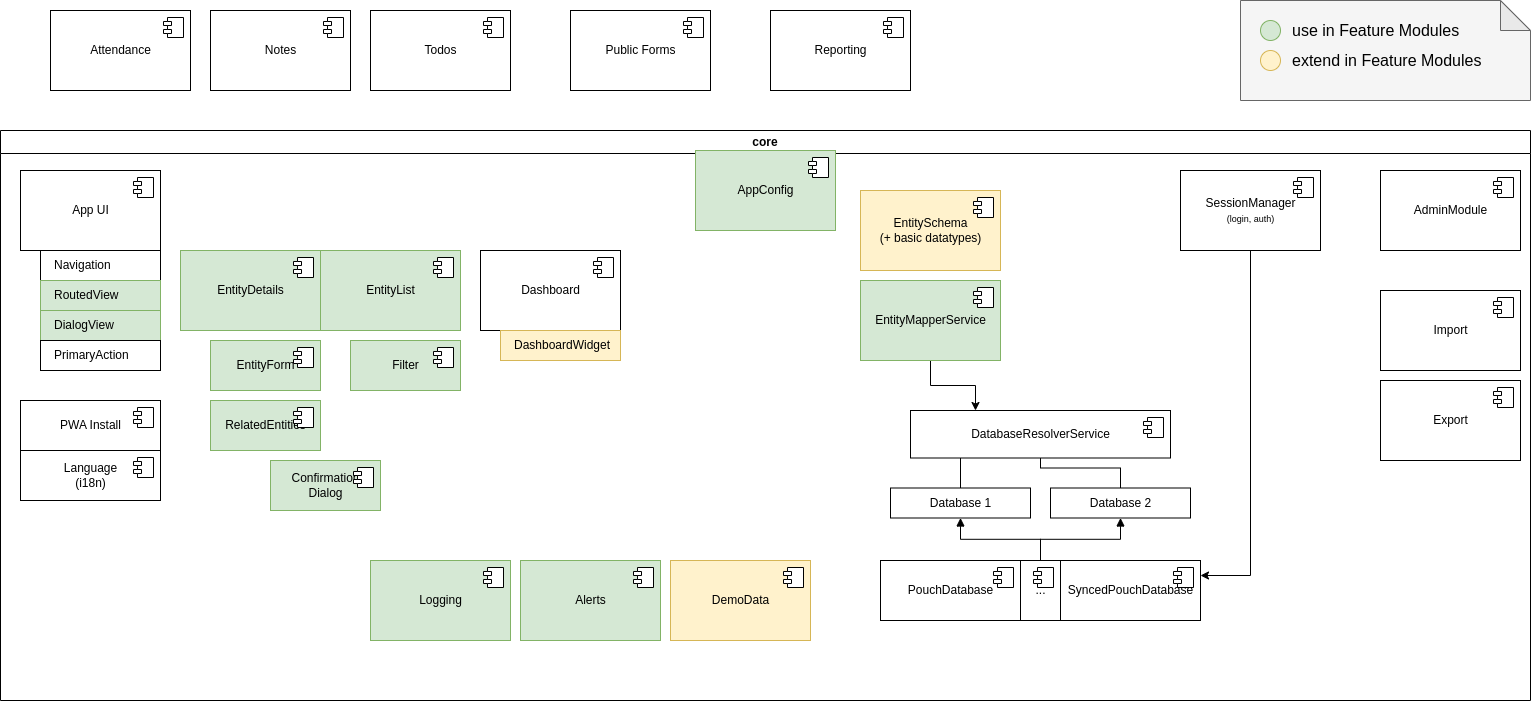 Attendance
Notes
Todos
Public Forms
Reporting
use in Feature Modules
extend in Feature Modules
core
App UI
Navigation
RoutedView
DialogView
PrimaryAction
PWA Install
Language
(i18n)
EntityDetails
EntityList
EntityForm
Filter
RelatedEntities
Confirmation
Dialog
Dashboard
DashboardWidget
AppConfig
EntitySchema
(+ basic datatypes)
EntityMapperService
DatabaseResolverService
Database 1
Database 2
PouchDatabase
...
SyncedPouchDatabase
SessionManager
(login, auth)
AdminModule
Import
Export
Logging
Alerts
DemoData